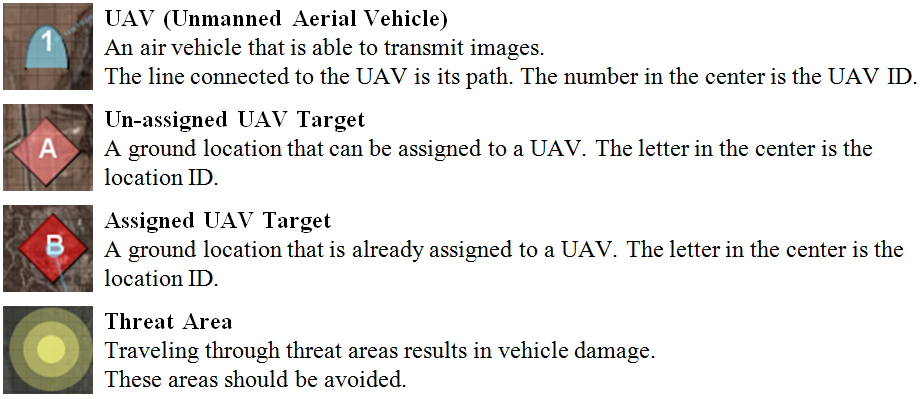 1
UAV (Unmanned Aerial Vehicle)
An air vehicle that is able to transmit images.
The line connected to the UAV is its path. The number in the center is the UAV ID.
A
Un-assigned UAV Target
A ground location that can be assigned to a UAV. The letter in the center is the
location ID.
B
Assigned UAV Target
A ground location that is already assigned to a UAV. The letter in the center is the
location ID.
Threat Area
Traveling through threat areas results in vehicle damage.
These areas should be avoided.